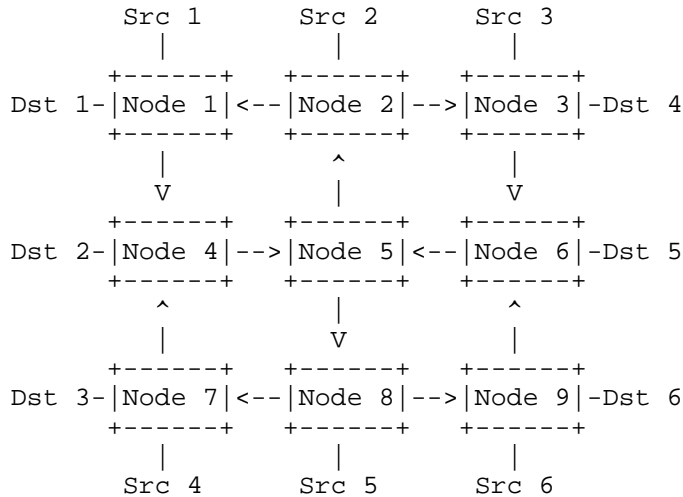 Src 1 Src 2 Src 3
Dst 1-|Node 1|<--|Node 2|-->|Node 3|-Dst 4
Dst 2-|Node 4|-->|Node 5|<--|Node 6|-Dst 5
Dst 3-|Node 7|<--|Node 8|-->|Node 9|-Dst 6
Src 4 Src 5 Src 6